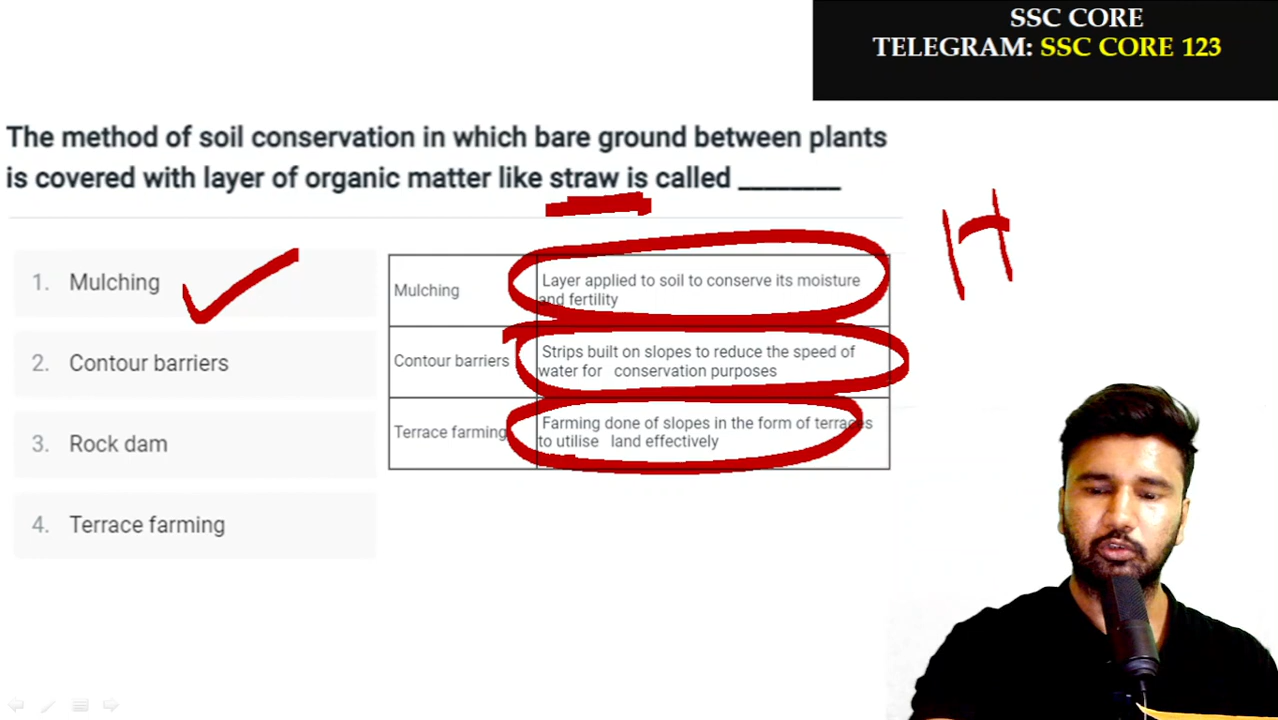 SSC CORE
TELEGRAM: SSC CORE 123
The method of soil conservation in which bare ground between plants
is covered with layer of organic matter like straw is called ________
1. Mulching
2. Contour barriers
3. Rock dam
4. Terrace farming
Mulching
Layer applied to soil to conserve its moisture
and fertility
Contour barriers
Strips built on slopes to reduce the speed of
water for conservation purposes
Terrace farming
Farming done of slopes in the form of terraces
to utilise land effectively
H